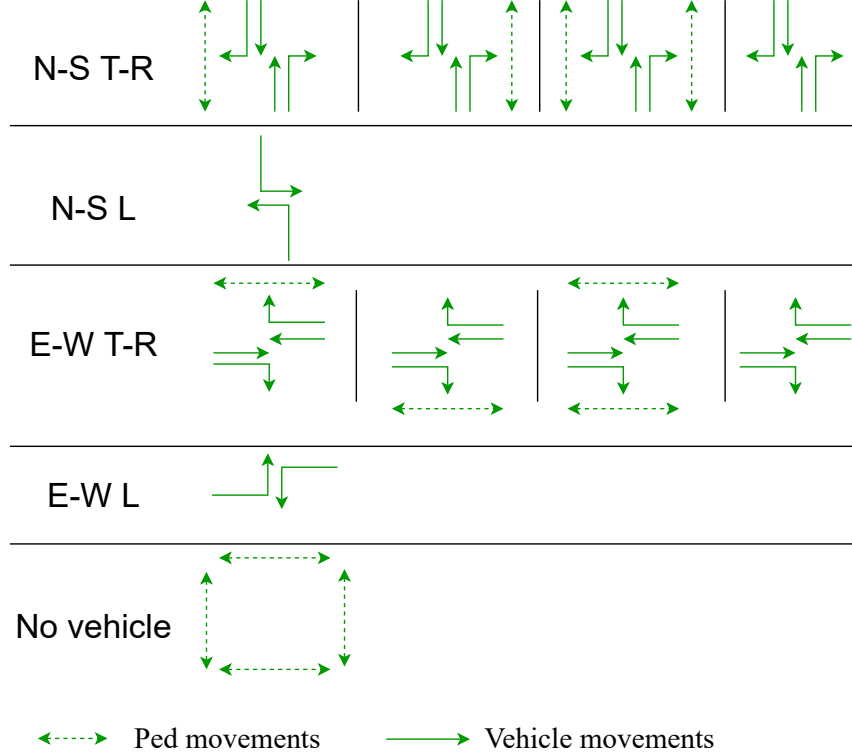 N-S T-R
N-S L
E-W T-R
E-W L
No vehicle
Ped movements
Vehicle movements